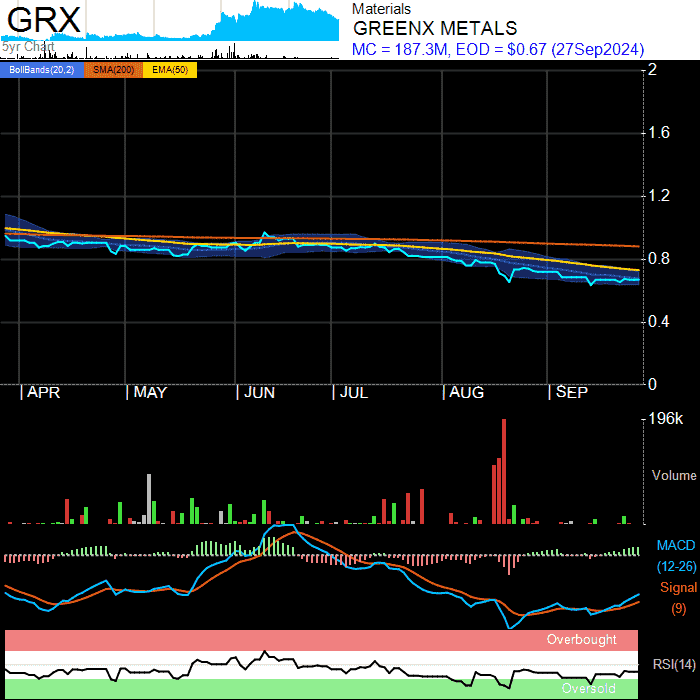 GRX
5yr Chart
Materials
GREENX METALS
MC = 187.3M, EOD = $0.67 (27Sep2024)
BollBands(20,2) SMA(200) EMA(50)
2
1.6
1.2
0.8
0.4
0
APR MAY JUN JUL AUG SEP
196k
Volume
MACD
(12-26)
Signal
(9)
Overbought
RSI(14)
Oversold